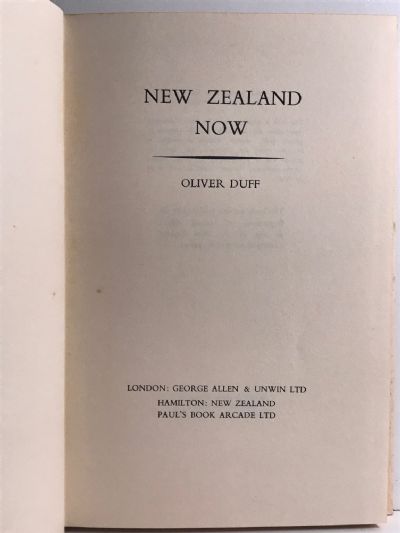 NEW ZEALAND
NOW
OLIVER DUFF
LONDON: GEORGE ALLEN & UNWIN LTD
HAMILTON: NEW ZEALAND
PAUL'S BOOK ARCADE LTD